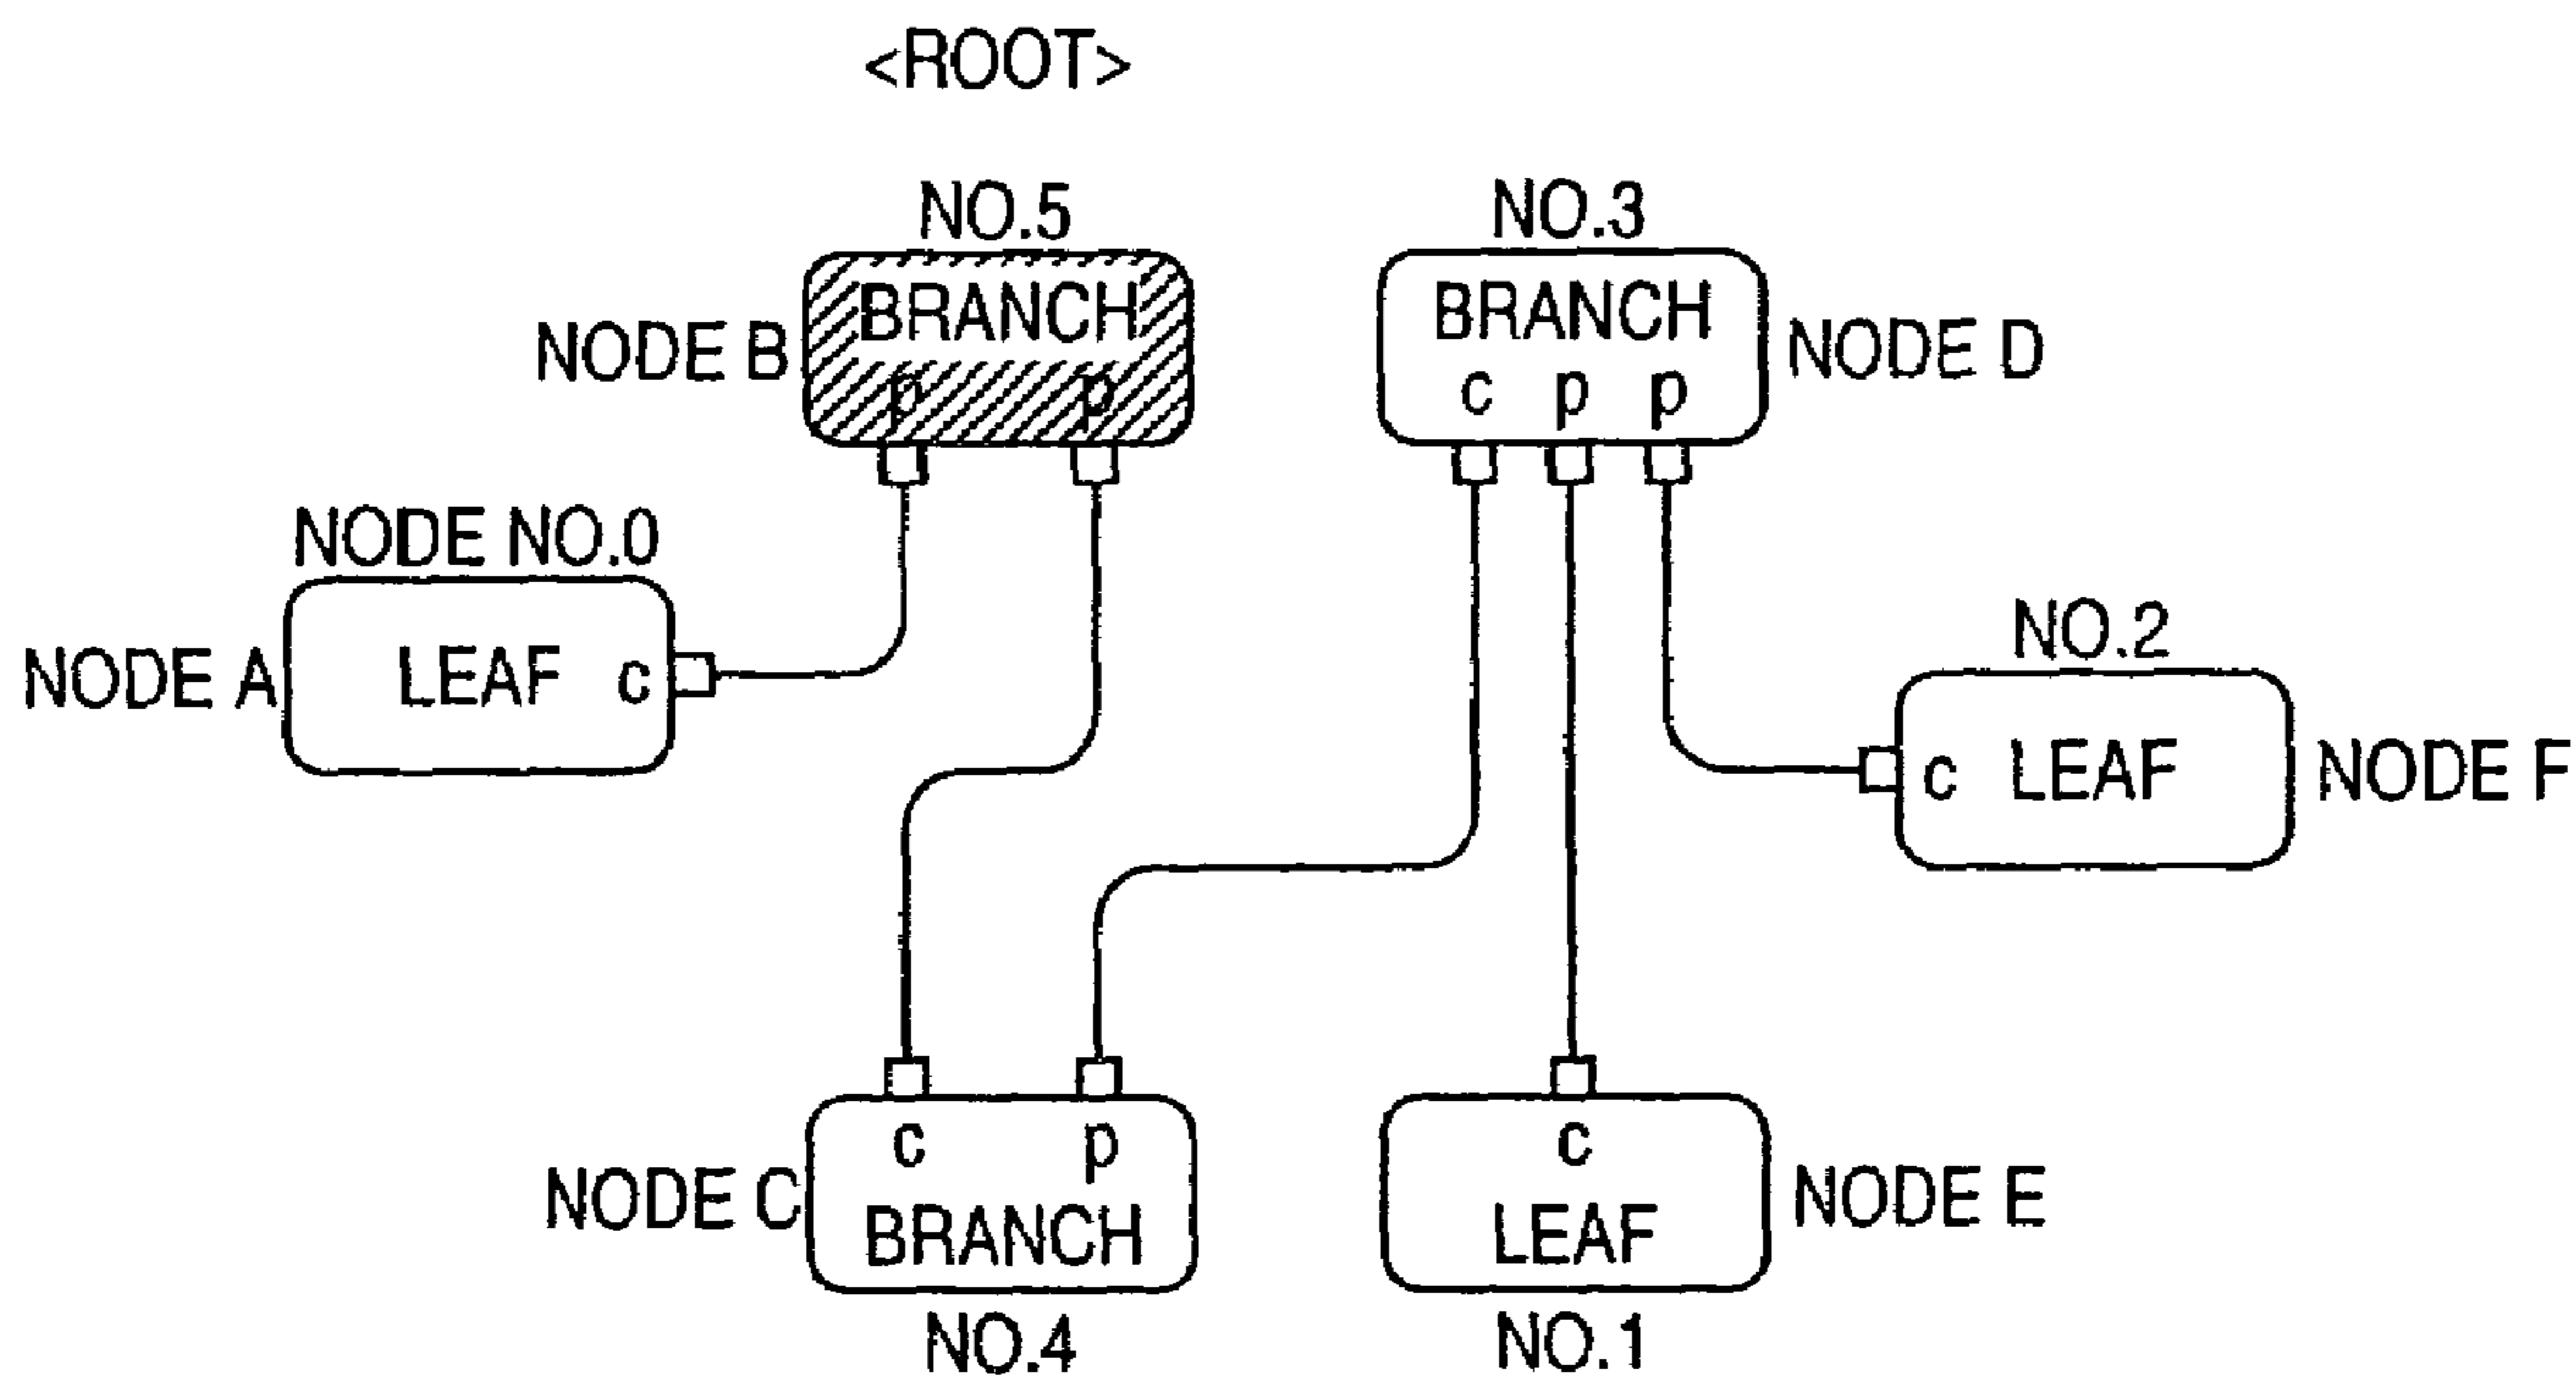 <ROOT>
NO.5
NO.3
BRANCH
BRANCH
NODE B
NODE D
p p
c p p
NODE NO.0
NO.2
NODE A
LEAF c
c LEAF
NODE F
c p
c
NODE C
NODE E
BRANCH
LEAF
NO.4
NO.1